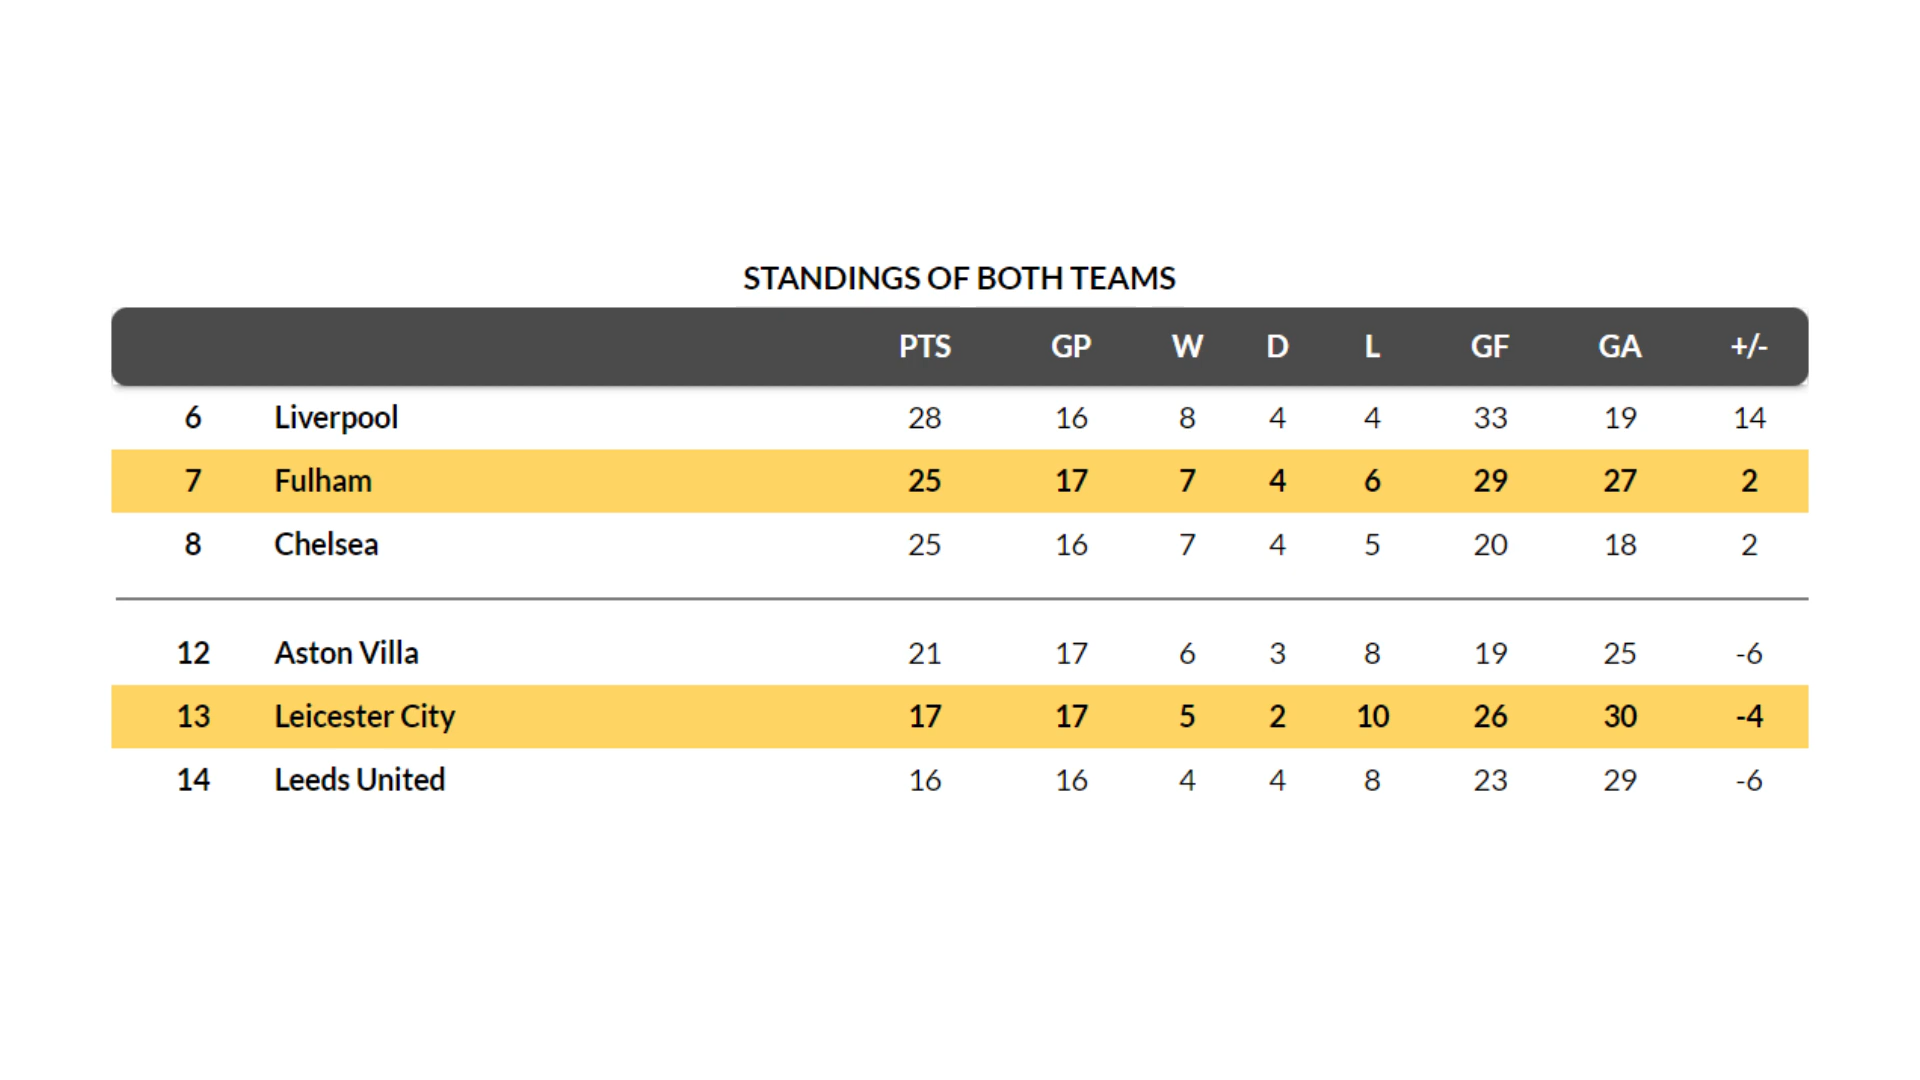 STANDINGS OF BOTH TEAMS
PTS GP W D L GF GA +/-
6 Liverpool 28 16 8 4 4 33 19 14
7 Fulham 25 17 7 4 6 29 27 2
8 Chelsea 25 16 7 4 5 20 18 2
12 Aston Villa 21 17 6 3 8 19 25 -6
13 Leicester City 17 17 5 2 10 26 30 -4
14 Leeds United 16 16 4 4 8 23 29 -6